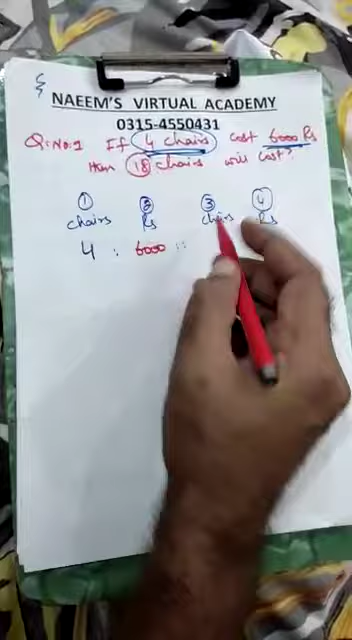 NAEEM'S VIRTUAL ACADEMY
0315-4550431
Q:No:1 If 4 chairs cost 6000 Rs
then 18 chairs will cost?
① ② ③ ④
chairs Rs chairs Rs
4 : 6000 ::